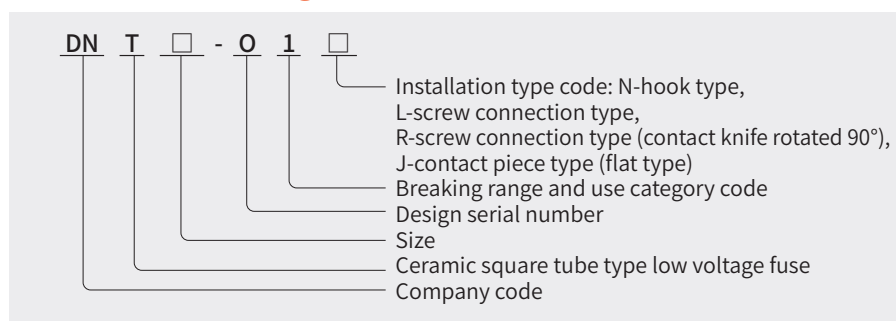 DN T □ - O 1 □
Installation type code: N-hook type,
L-screw connection type,
R-screw connection type (contact knife rotated 90°),
J-contact piece type (flat type)
Breaking range and use category code
Design serial number
Size
Ceramic square tube type low voltage fuse
Company code